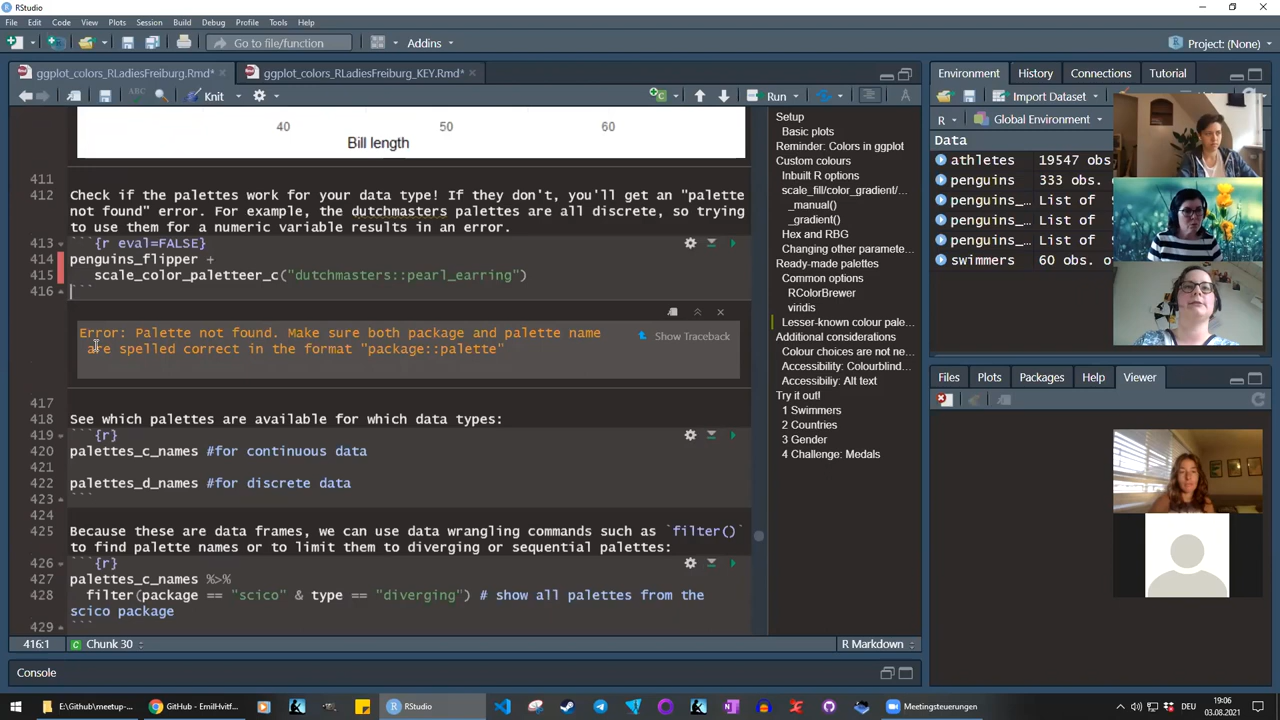 RStudio
File Edit Code View Plots Session Build Debug Profile Tools Help
Go to file/function Addins Project: (None)
ggplot_colors_RLadiesFreiburg.Rmd* ggplot_colors_RLadiesFreiburg_KEY.Rmd*
Knit Run
40 50 60
Bill length
411
412 Check if the palettes work for your data type! If they don't, you'll get an "palette
not found" error. For example, the dutchmasters palettes are all discrete, so trying
to use them for a numeric variable results in an error.
413 ```{r eval=FALSE}
414 penguins_flipper +
415 scale_color_paletteer_c("dutchmasters::pearl_earring")
416 ```
Error: Palette not found. Make sure both package and palette name
are spelled correct in the format "package::palette"
Show Traceback
417
418 See which palettes are available for which data types:
419 ```{r}
420 palettes_c_names #for continuous data
421
422 palettes_d_names #for discrete data
423 ```
424
425 Because these are data frames, we can use data wrangling commands such as `filter()`
to find palette names or to limit them to diverging or sequential palettes:
426 ```{r}
427 palettes_c_names %>%
428 filter(package == "scico" & type == "diverging") # show all palettes from the
scico package
429 ```
416:1 Chunk 30 R Markdown
Console
Setup
Basic plots
Reminder: Colors in ggplot
Custom colours
Inbuilt R options
scale_fill/color_gradient/...
_manual()
_gradient()
Hex and RBG
Changing other paramete...
Ready-made palettes
Common options
RColorBrewer
viridis
Lesser-known colour pale...
Additional considerations
Colour choices are not ne...
Accessibility: Colourblind...
Accessibiliy: Alt text
Try it out!
1 Swimmers
2 Countries
3 Gender
4 Challenge: Medals
Environment History Connections Tutorial
Import Dataset
R Global Environment
Data
athletes 19547 obs.
penguins 333 obs.
penguins_... List of
penguins_... List of
penguins_... List of
swimmers 60 obs.
Files Plots Packages Help Viewer
E:\Github\meetup-... GitHub - EmilHvitf... RStudio Meetingsteuerungen DEU 19:06
03.08.2021